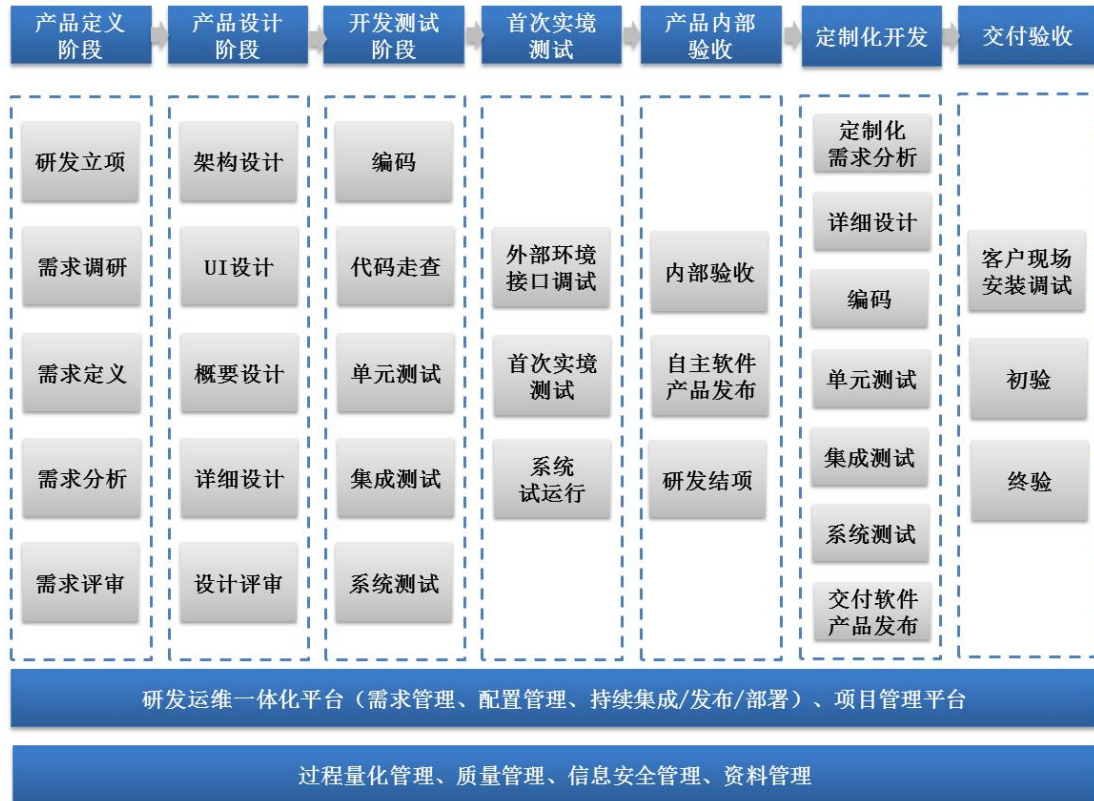 产品定义
阶段
产品设计
阶段
开发测试
阶段
首次实境
测试
产品内部
验收
定制化开发
交付验收
研发立项
需求调研
需求定义
需求分析
需求评审
架构设计
UI设计
概要设计
详细设计
设计评审
编码
代码走查
单元测试
集成测试
系统测试
外部环境
接口调试
首次实境
测试
系统
试运行
内部验收
自主软件
产品发布
研发结项
定制化
需求分析
详细设计
编码
单元测试
集成测试
系统测试
交付软件
产品发布
客户现场
安装调试
初验
终验
研发运维一体化平台（需求管理、配置管理、持续集成/发布/部署）、项目管理平台
过程量化管理、质量管理、信息安全管理、资料管理